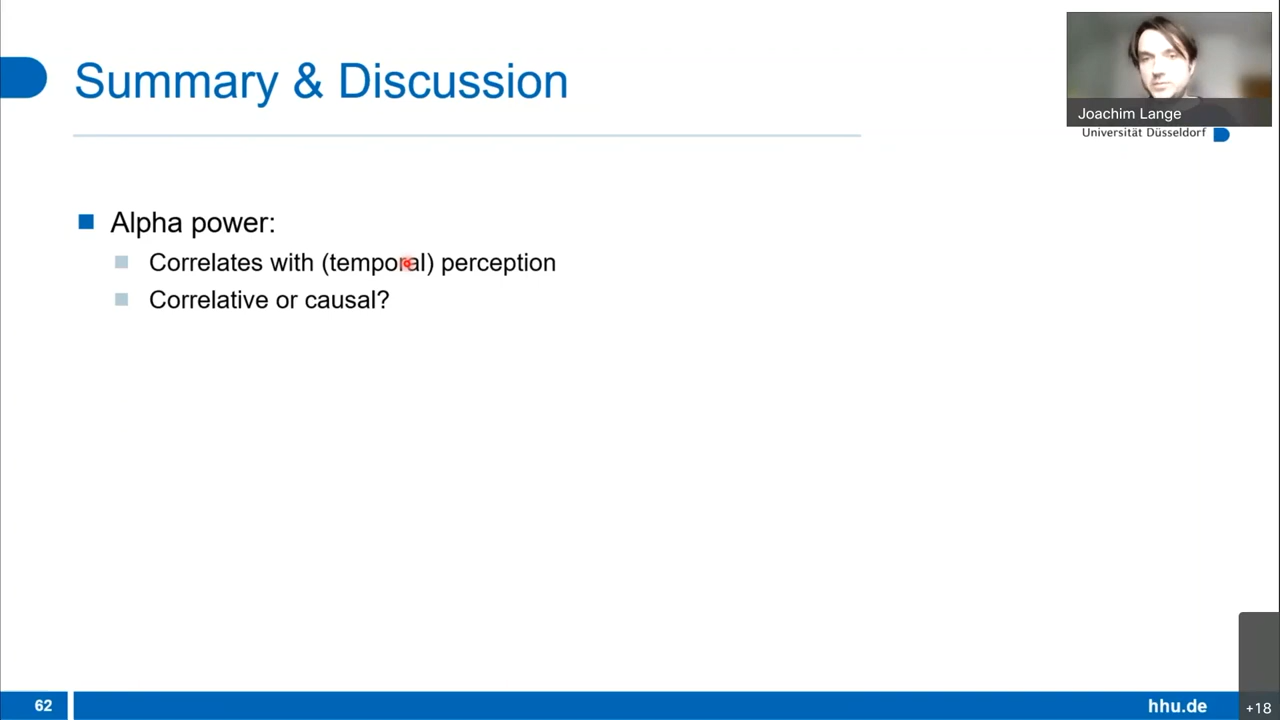 Summary & Discussion
Joachim Lange
Universität Düsseldorf
Alpha power:
Correlates with (temporal) perception
Correlative or causal?
62
hhu.de
+18